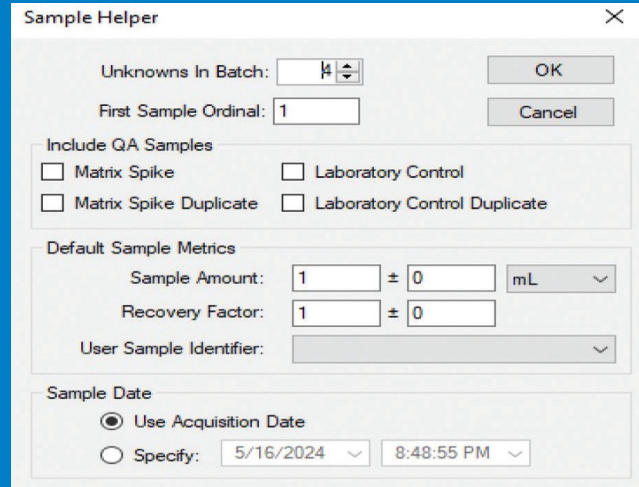 Sample Helper
Unknowns In Batch: 4
OK
First Sample Ordinal: 1
Cancel
Include QA Samples
Matrix Spike
Laboratory Control
Matrix Spike Duplicate
Laboratory Control Duplicate
Default Sample Metrics
Sample Amount: 1 ± 0 mL
Recovery Factor: 1 ± 0
User Sample Identifier:
Sample Date
Use Acquisition Date
Specify: 5/16/2024 8:48:55 PM